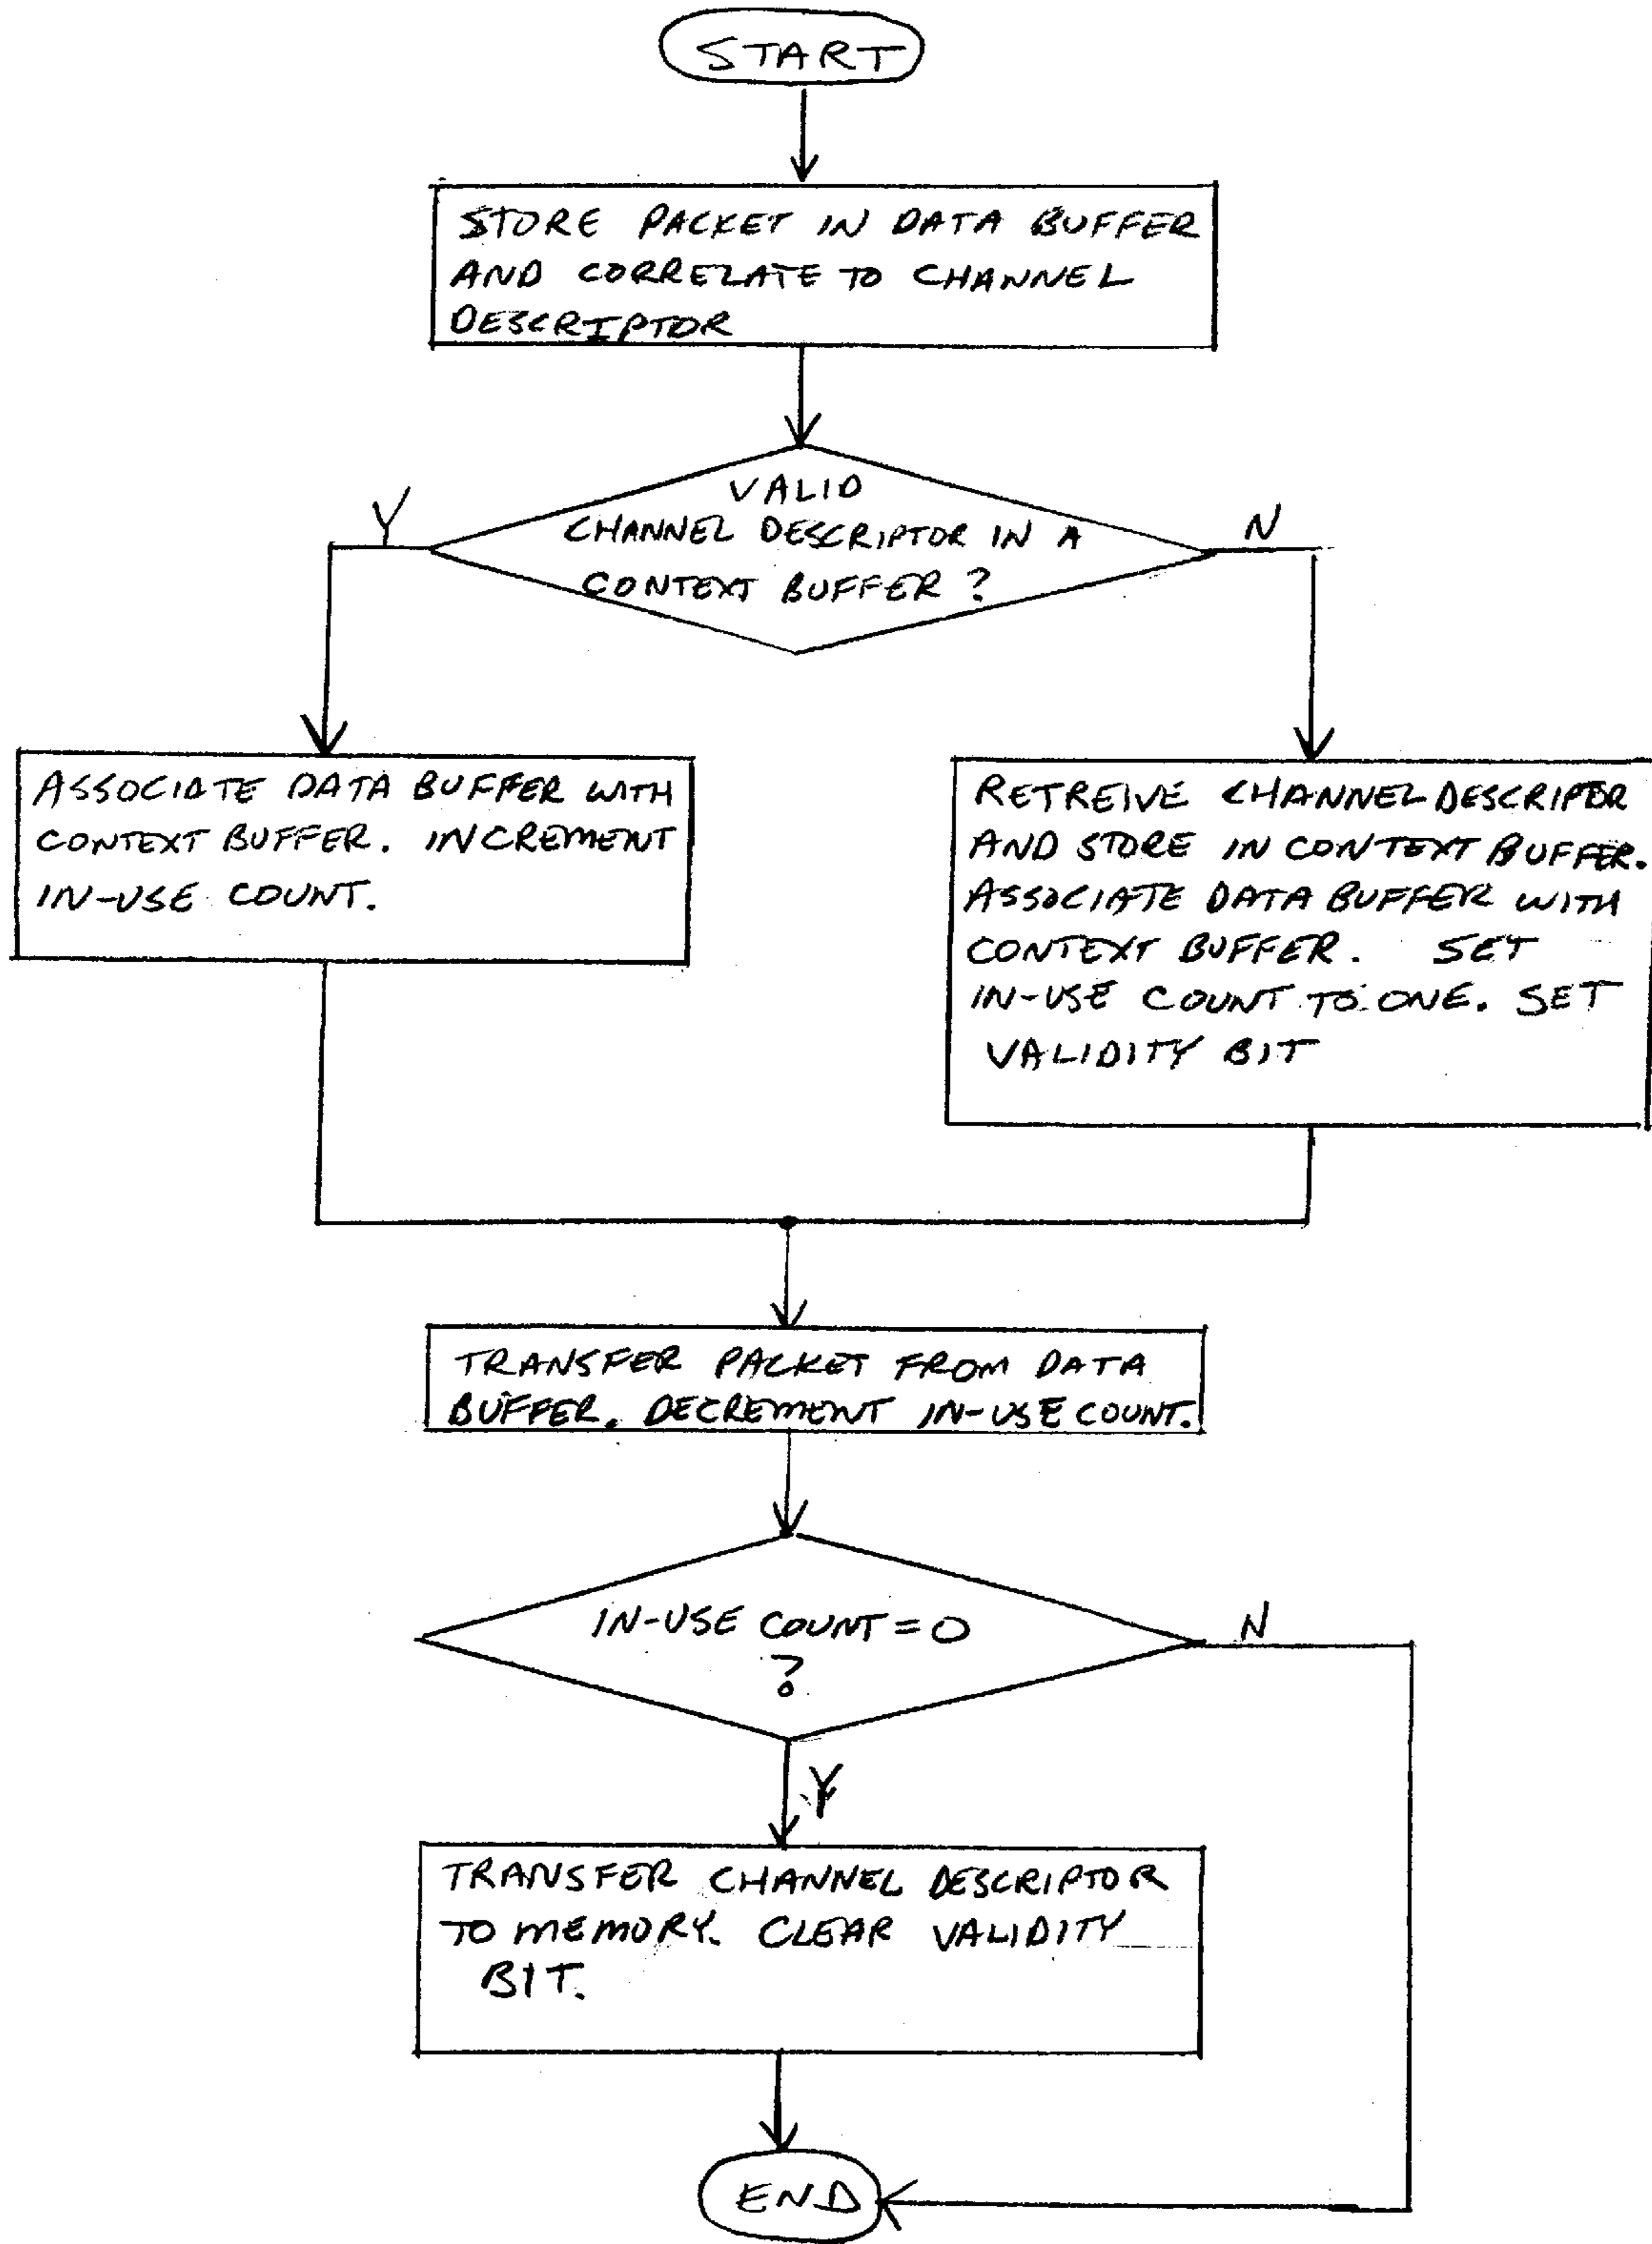 START
STORE PACKET IN DATA BUFFER
AND CORRELATE TO CHANNEL
DESCRIPTOR
VALID
CHANNEL DESCRIPTOR IN A
CONTEXT BUFFER ?
Y
N
ASSOCIATE DATA BUFFER WITH
CONTEXT BUFFER. INCREMENT
IN-USE COUNT.
RETREIVE CHANNEL DESCRIPTOR
AND STORE IN CONTEXT BUFFER.
ASSOCIATE DATA BUFFER WITH
CONTEXT BUFFER. SET
IN-USE COUNT TO ONE. SET
VALIDITY BIT
TRANSFER PACKET FROM DATA
BUFFER. DECREMENT IN-USE COUNT.
IN-USE COUNT = 0
?
N
Y
TRANSFER CHANNEL DESCRIPTOR
TO MEMORY. CLEAR VALIDITY
BIT.
END